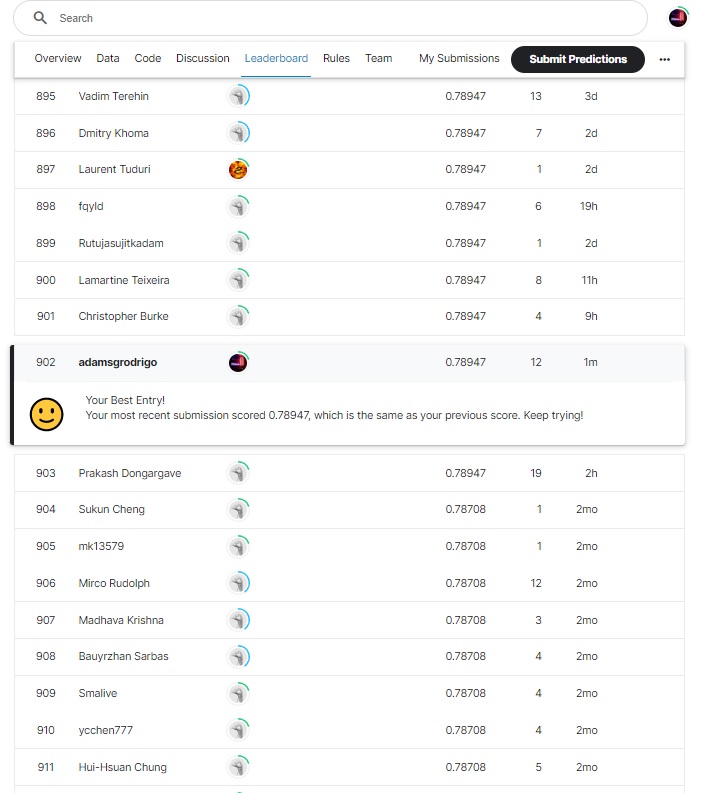 Search
Overview Data Code Discussion Leaderboard Rules Team My Submissions Submit Predictions ...
895 Vadim Terehin 0.78947 13 3d
896 Dmitry Khoma 0.78947 7 2d
897 Laurent Tuduri 0.78947 1 2d
898 fqyld 0.78947 6 19h
899 Rutujasujitkadam 0.78947 1 2d
900 Lamartine Teixeira 0.78947 8 11h
901 Christopher Burke 0.78947 4 9h
902 adamsgrodrigo 0.78947 12 1m
Your Best Entry!
Your most recent submission scored 0.78947, which is the same as your previous score. Keep trying!
903 Prakash Dongargave 0.78947 19 2h
904 Sukun Cheng 0.78708 1 2mo
905 mk13579 0.78708 1 2mo
906 Mirco Rudolph 0.78708 12 2mo
907 Madhava Krishna 0.78708 3 2mo
908 Bauyrzhan Sarbas 0.78708 4 2mo
909 Smalive 0.78708 4 2mo
910 ycchen777 0.78708 4 2mo
911 Hui-Hsuan Chung 0.78708 5 2mo